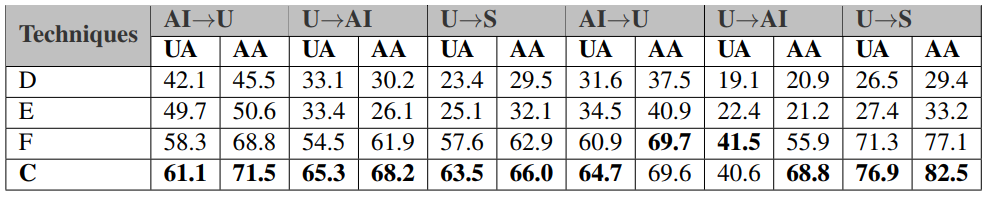 Techniques AI→U U→AI U→S AI→U U→AI U→S
UA AA UA AA UA AA UA AA UA AA UA AA
D 42.1 45.5 33.1 30.2 23.4 29.5 31.6 37.5 19.1 20.9 26.5 29.4
E 49.7 50.6 33.4 26.1 25.1 32.1 34.5 40.9 22.4 21.2 27.4 33.2
F 58.3 68.8 54.5 61.9 57.6 62.9 60.9 69.7 41.5 55.9 71.3 77.1
C 61.1 71.5 65.3 68.2 63.5 66.0 64.7 69.6 40.6 68.8 76.9 82.5